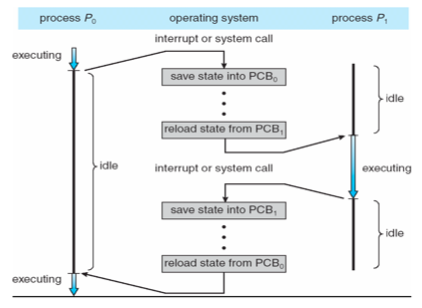 process P₀ operating system process P₁
interrupt or system call
executing
save state into PCB₀
idle
reload state from PCB₁
idle
interrupt or system call
executing
save state into PCB₁
idle
reload state from PCB₀
executing